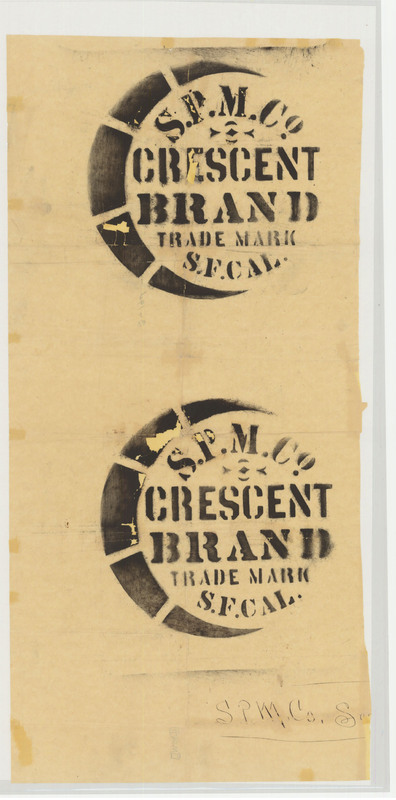 S.P.M.Co
CRESCENT
BRAND
TRADE MARK
S.F.CAL.
S.P.M.Co
CRESCENT
BRAND
TRADE MARK
S.F.CAL.
S.P.M.Co.